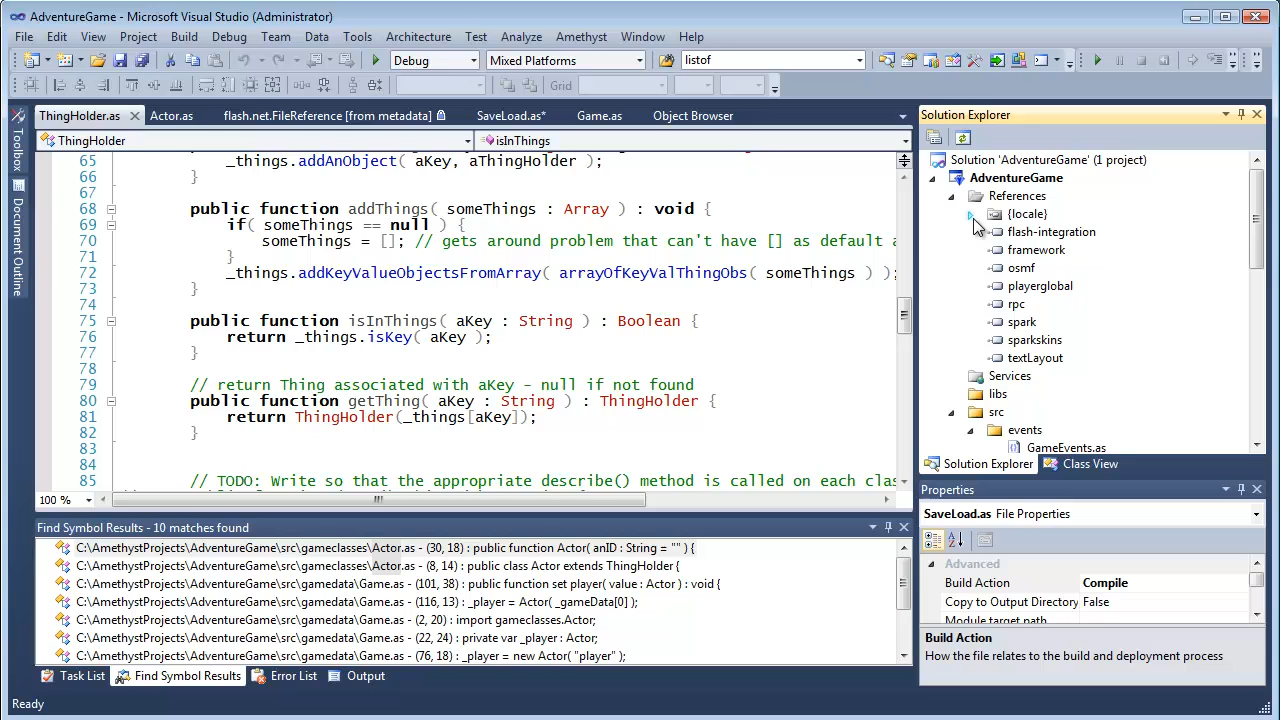 AdventureGame - Microsoft Visual Studio (Administrator)
File Edit View Project Build Debug Team Data Tools Architecture Test Analyze Amethyst Window Help
Debug Mixed Platforms listof
Grid
ThingHolder.as Actor.as flash.net.FileReference [from metadata] SaveLoad.as* Game.as Object Browser
ThingHolder isInThings
65 _things.addAnObject( aKey, aThingHolder );
66 }
67
68 public function addThings( someThings : Array ) : void {
69 if( someThings == null ) {
70 someThings = []; // gets around problem that can't have [] as default a
71 }
72 _things.addKeyValueObjectsFromArray( arrayOfKeyValThingObs( someThings ) );
73 }
74
75 public function isInThings( aKey : String ) : Boolean {
76 return _things.isKey( aKey );
77 }
78
79 // return Thing associated with aKey - null if not found
80 public function getThing( aKey : String ) : ThingHolder {
81 return ThingHolder(_things[aKey]);
82 }
83
84
85 // TODO: Write so that the appropriate describe() method is called on each clas
100 %
Find Symbol Results - 10 matches found
C:\AmethystProjects\AdventureGame\src\gameclasses\Actor.as - (30, 18) : public function Actor( anID : String = "" ) {
C:\AmethystProjects\AdventureGame\src\gameclasses\Actor.as - (8, 14) : public class Actor extends ThingHolder {
C:\AmethystProjects\AdventureGame\src\gamedata\Game.as - (101, 38) : public function set player( value : Actor ) : void {
C:\AmethystProjects\AdventureGame\src\gamedata\Game.as - (116, 13) : _player = Actor( _gameData[0] );
C:\AmethystProjects\AdventureGame\src\gamedata\Game.as - (2, 20) : import gameclasses.Actor;
C:\AmethystProjects\AdventureGame\src\gamedata\Game.as - (22, 24) : private var _player : Actor;
C:\AmethystProjects\AdventureGame\src\gamedata\Game.as - (76, 18) : _player = new Actor( "player" );
Task List Find Symbol Results Error List Output
Ready
Toolbox
Document Outline
Solution Explorer
Solution 'AdventureGame' (1 project)
AdventureGame
References
{locale}
flash-integration
framework
osmf
playerglobal
rpc
spark
sparkskins
textLayout
Services
libs
src
events
GameEvents.as
Solution Explorer Class View
Properties
SaveLoad.as File Properties
Advanced
Build Action Compile
Copy to Output Directory False
Module target path
Build Action
How the file relates to the build and deployment process